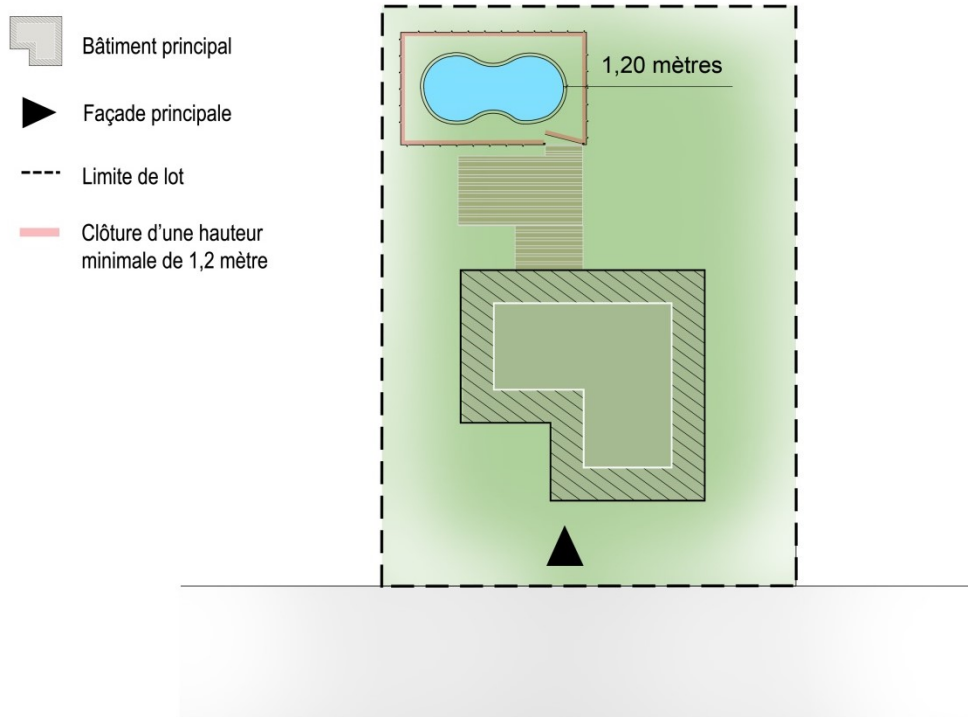 Bâtiment principal
Façade principale
Limite de lot
Clôture d'une hauteur
minimale de 1,2 mètre
1,20 mètres